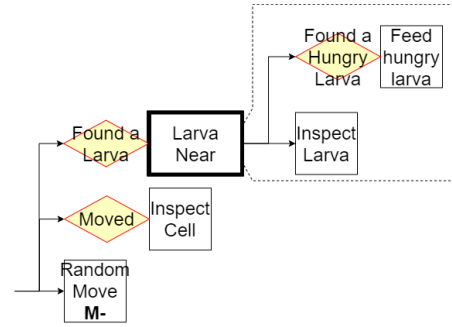 Found a
Hungry
Larva
Feed
hungry
larva
Found a
Larva
Larva
Near
Inspect
Larva
Moved
Inspect
Cell
Random
Move
M-